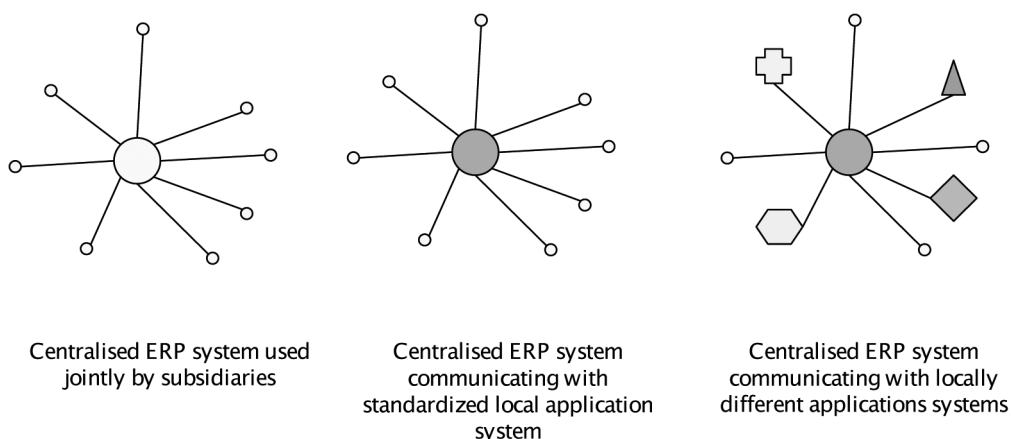 Centralised ERP system used
jointly by subsidiaries
Centralised ERP system
communicating with
standardized local application
system
Centralised ERP system
communicating with locally
different applications systems